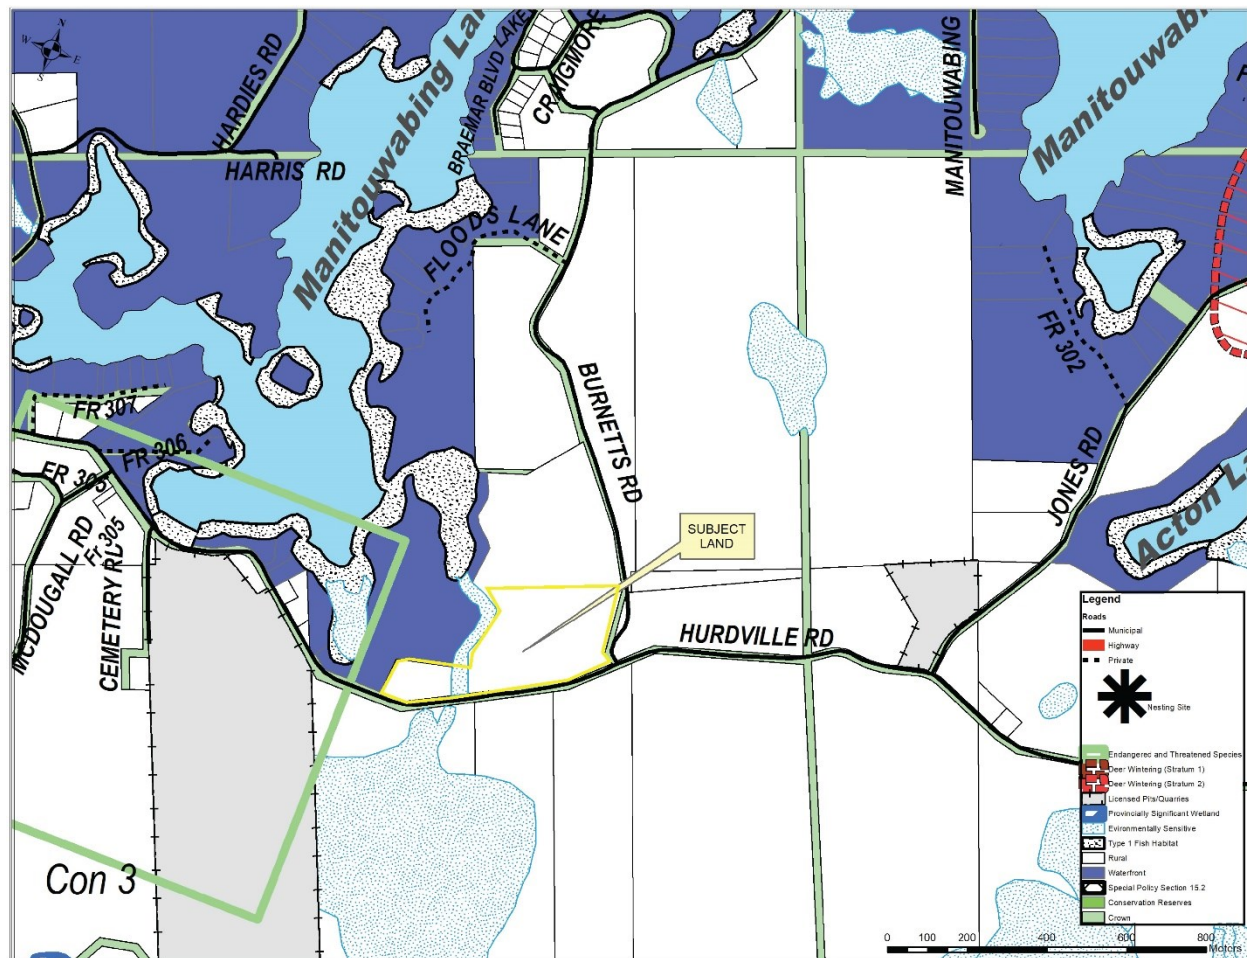 N
W
E
S
HARDIES RD
HARRIS RD
Manitouwabing
BRAEMAR BLVD
LAKE
CRAIGMORE
FLOODS LANE
MANITOUWABING
Manitouwabing
FR 302
FR 307
FR 306
FR 305
Fr 305
MCDOUGALL RD
CEMETERY RD
BURNETTS RD
JONES RD
Acton
SUBJECT
LAND
HURDVILLE RD
Con 3
Legend
Roads
Municipal
Highway
Private
Nesting Site
Endangered and Threatened Species
Deer Wintering (Stratum 1)
Deer Wintering (Stratum 2)
Licensed Pits/Quarries
Provincially Significant Wetland
Evironmentally Sensitive
Type 1 Fish Habitat
Rural
Waterfront
Special Policy Section 15.2
Conservation Reserves
Crown
0 100 200 400 600 800
Meters